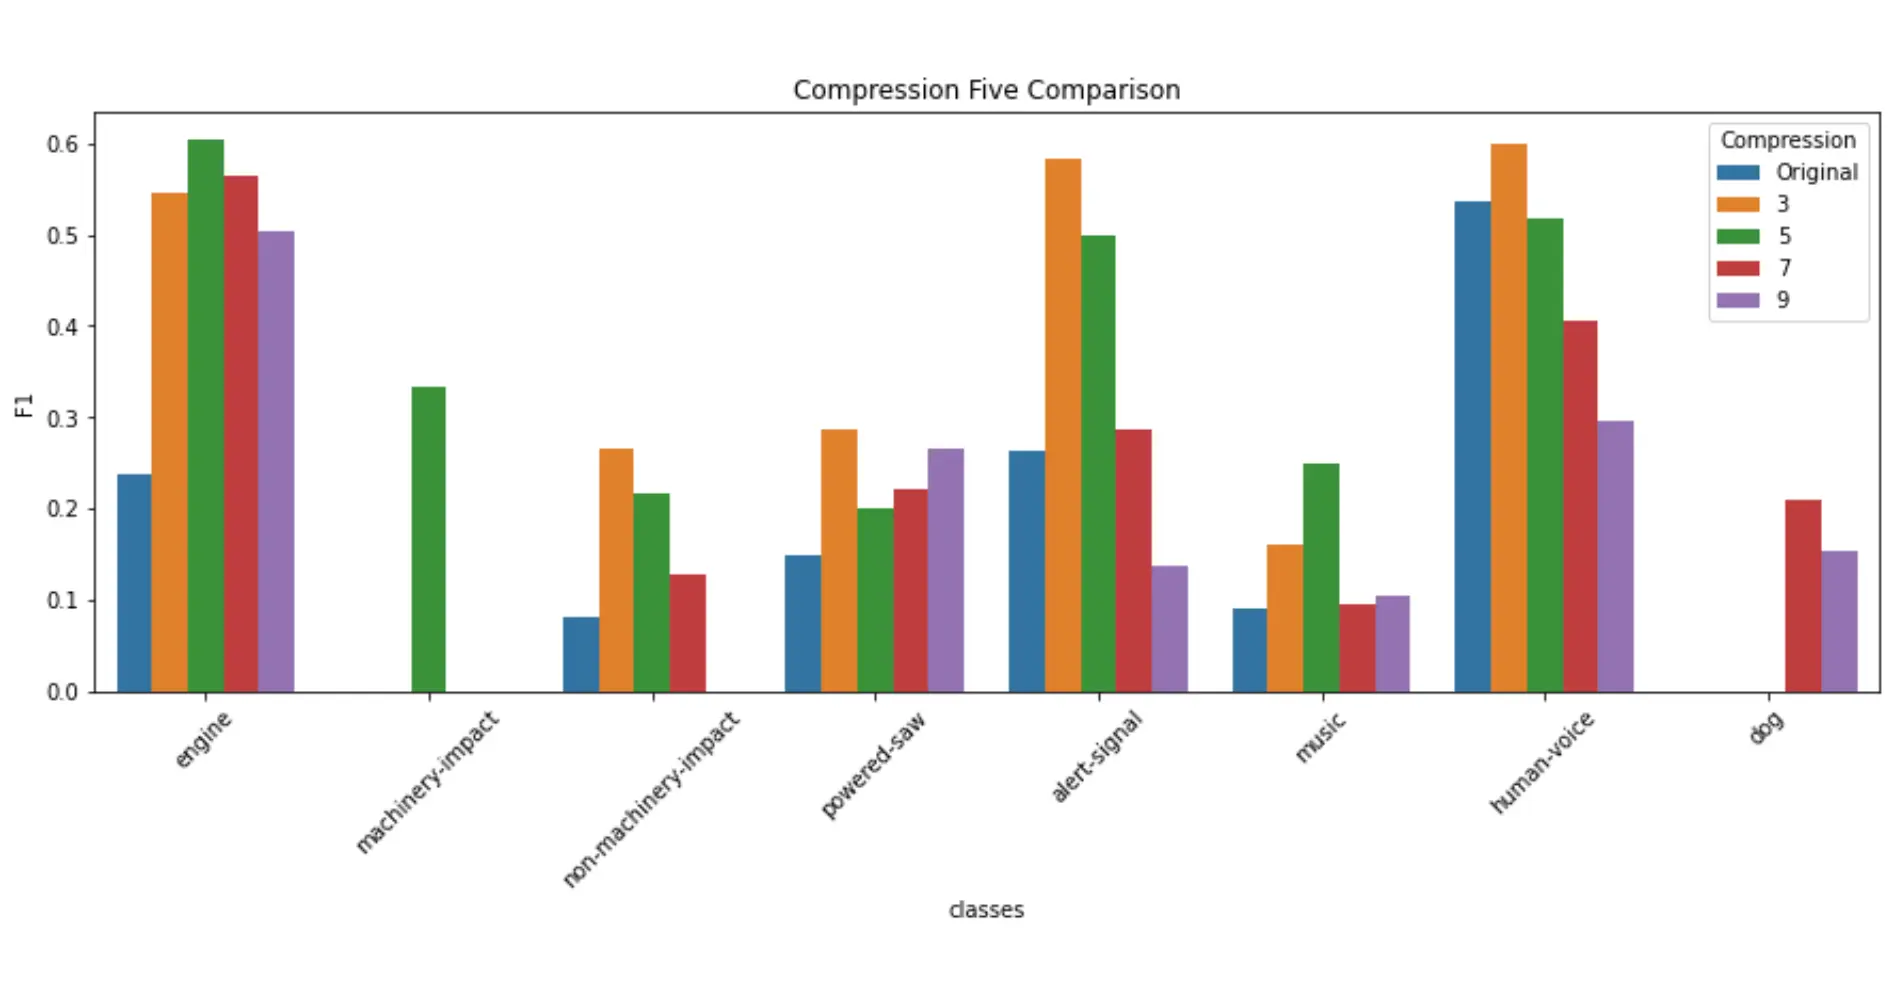 Compression Five Comparison
Compression
Original
3
5
7
9
0.6
0.5
0.4
0.3
0.2
0.1
0.0
F1
engine
machinery-impact
non-machinery-impact
powered-saw
alert-signal
music
human-voice
dog
classes